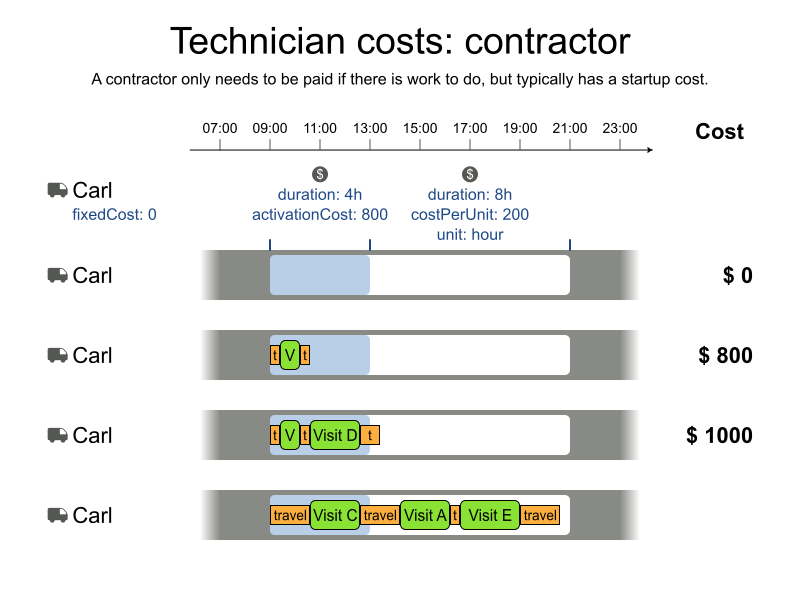 Technician costs: contractor
A contractor only needs to be paid if there is work to do, but typically has a startup cost.
07:00 09:00 11:00 13:00 15:00 17:00 19:00 21:00 23:00 Cost
$ $
Carl duration: 4h duration: 8h
fixedCost: 0 activationCost: 800 costPerUnit: 200
unit: hour
Carl $ 0
Carl t V t $ 800
Carl t V t Visit D t $ 1000
Carl travel Visit C travel Visit A t Visit E travel